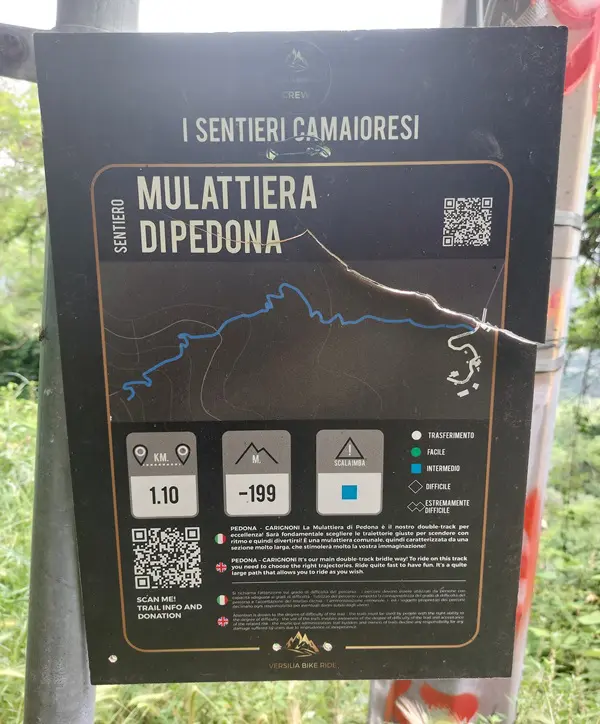 CREW
I SENTIERI CAMAIORESI
SENTIERO
MULATTIERA
DI PEDONA
KM.
1.10
M.
-199
!
SCALA IMBA
TRASFERIMENTO
FACILE
INTERMEDIO
DIFFICILE
ESTREMAMENTE
DIFFICILE
PEDONA - CARIGNONI La Mulattiera di Pedona è il nostro double-track per
eccellenza! Sarà fondamentale scegliere le traiettorie giuste per scendere con
ritmo e quindi divertirsi! È una mulattiera comunale, quindi caratterizzata da una
sezione molto larga, che stimolerà molto la vostra immaginazione!
PEDONA - CARIGNONI It's our main double-track bridle way! To ride on this track
you need to choose the right trajectories. Ride quite fast to have fun. It's a quite
large path that allows you to ride as you wish.
SCAN ME!
TRAIL INFO AND
DONATION
VERSILIA BIKE RIDE